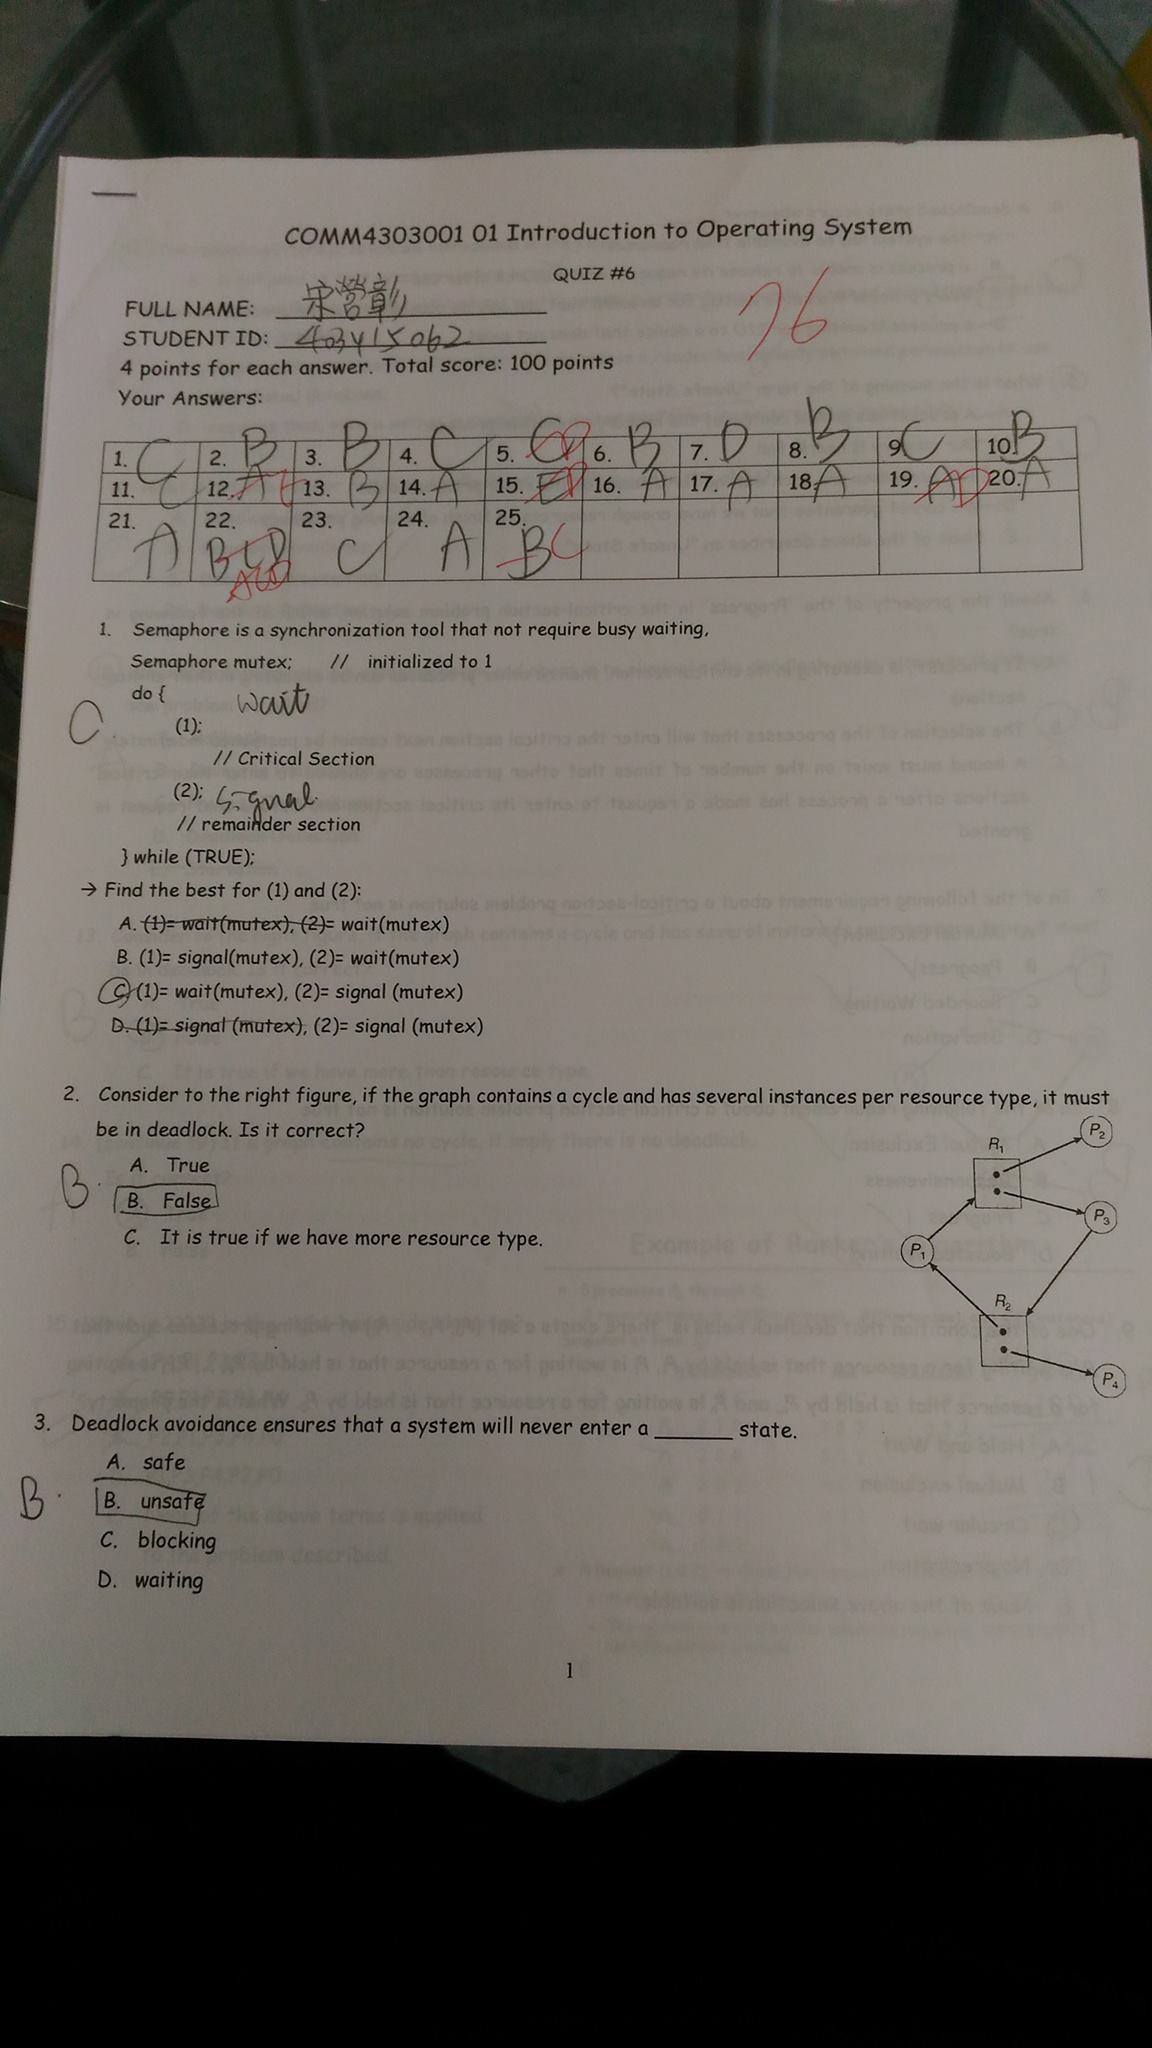 COMM4303001 01 Introduction to Operating System
QUIZ #6
76
FULL NAME: 宋營彰
STUDENT ID: 403415062
4 points for each answer. Total score: 100 points
Your Answers:
1. C 2. B 3. B 4. C 5. C D 6. B 7. D 8. B 9. C 10. B
11. C 12. A E 13. B 14. A 15. E D 16. A 17. A 18. A 19. A D 20. A
21. A 22. BCD ACD 23. C 24. A 25. B C
1. Semaphore is a synchronization tool that not require busy waiting,
Semaphore mutex; // initialized to 1
do {
wait
C.
(1);
// Critical Section
(2); signal
// remainder section
} while (TRUE);
→ Find the best for (1) and (2):
A. (1)= wait(mutex), (2)= wait(mutex)
B. (1)= signal(mutex), (2)= wait(mutex)
C. (1)= wait(mutex), (2)= signal (mutex)
D. (1)= signal (mutex), (2)= signal (mutex)
2. Consider to the right figure, if the graph contains a cycle and has several instances per resource type, it must
be in deadlock. Is it correct?
B.
A. True
B. False
C. It is true if we have more resource type.
P2
R1
P3
P1
R2
P4
3. Deadlock avoidance ensures that a system will never enter a ______ state.
B.
A. safe
B. unsafe
C. blocking
D. waiting
1